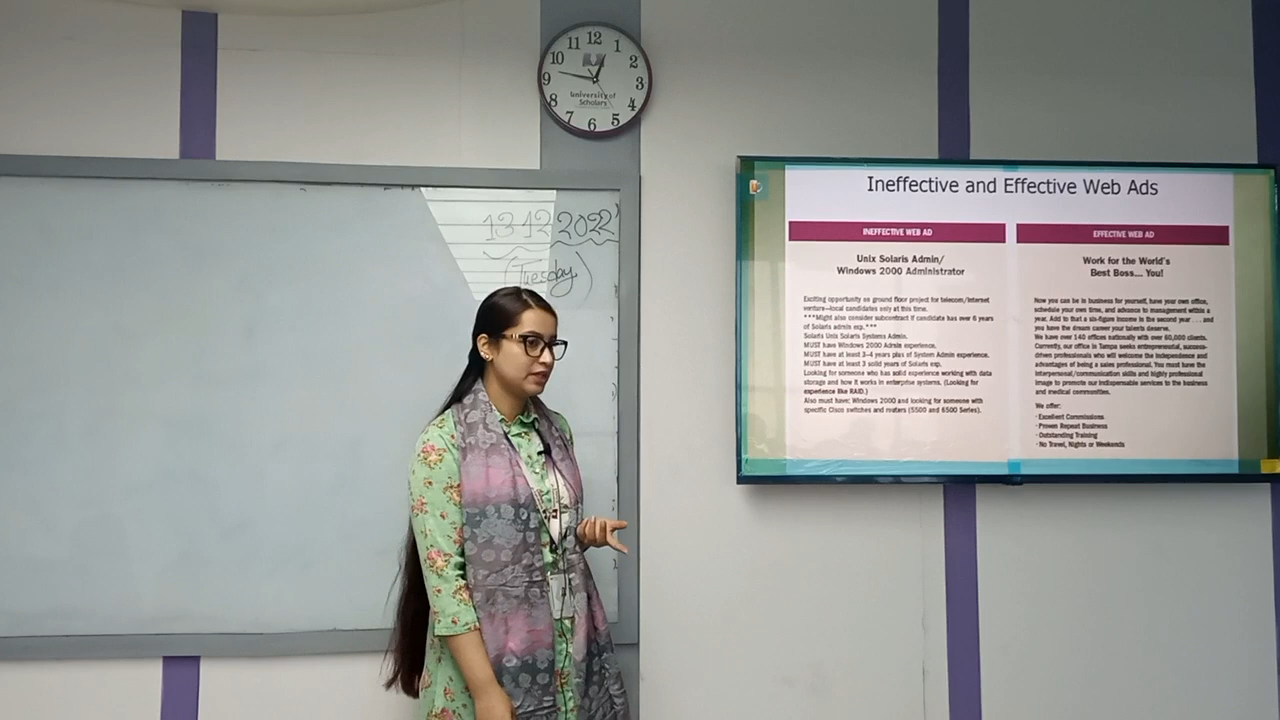 12
11
1
10
2
9
3
8
4
7
5
6
University of
Scholars
13.12.2022
(Tuesday)
Ineffective and Effective Web Ads
INEFFECTIVE WEB AD
Unix Solaris Admin/
Windows 2000 Administrator
Exciting opportunity on ground floor project for telecom/Internet
venture—local candidates only at this time.
***Might also consider subcontract if candidate has over 6 years
of Solaris admin exp.***
Solaris Unix Solaris Systems Admin.
MUST have Windows 2000 Admin experience.
MUST have at least 3–4 years plus of System Admin experience.
MUST have at least 3 solid years of Solaris exp.
Looking for someone who has solid experience working with data
storage and how it works in enterprise systems. (Looking for
experience like RAID.)
Also must have: Windows 2000 and looking for someone with
specific Cisco switches and routers (5500 and 6500 Series).
EFFECTIVE WEB AD
Work for the World's
Best Boss... You!
Now you can be in business for yourself, have your own office,
schedule your own time, and advance to management within a
year. Add to that a six-figure income in the second year . . . and
you have the dream career your talents deserve.
We have over 140 offices nationally with over 60,000 clients.
Currently, our office in Tampa seeks entrepreneurial, success-
driven professionals who will welcome the independence and
advantages of being a sales professional. You must have the
interpersonal/communication skills and highly professional
image to promote our indispensable services to the business
and medical communities.
We offer:
· Excellent Commissions
· Proven Repeat Business
· Outstanding Training
· No Travel, Nights or Weekends